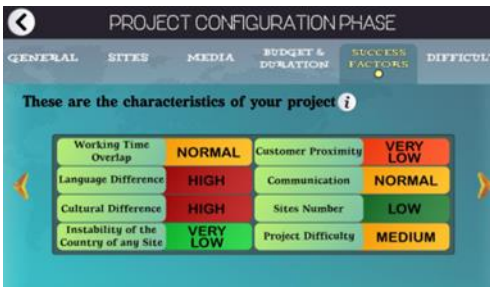 PROJECT CONFIGURATION PHASE
GENERAL SITES MEDIA BUDGET & DURATION SUCCESS FACTORS DIFFICUL
These are the characteristics of your project i
Working Time Overlap NORMAL Customer Proximity VERY LOW
Language Difference HIGH Communication NORMAL
Cultural Difference HIGH Sites Number LOW
Instability of the Country of any Site VERY LOW Project Difficulty MEDIUM